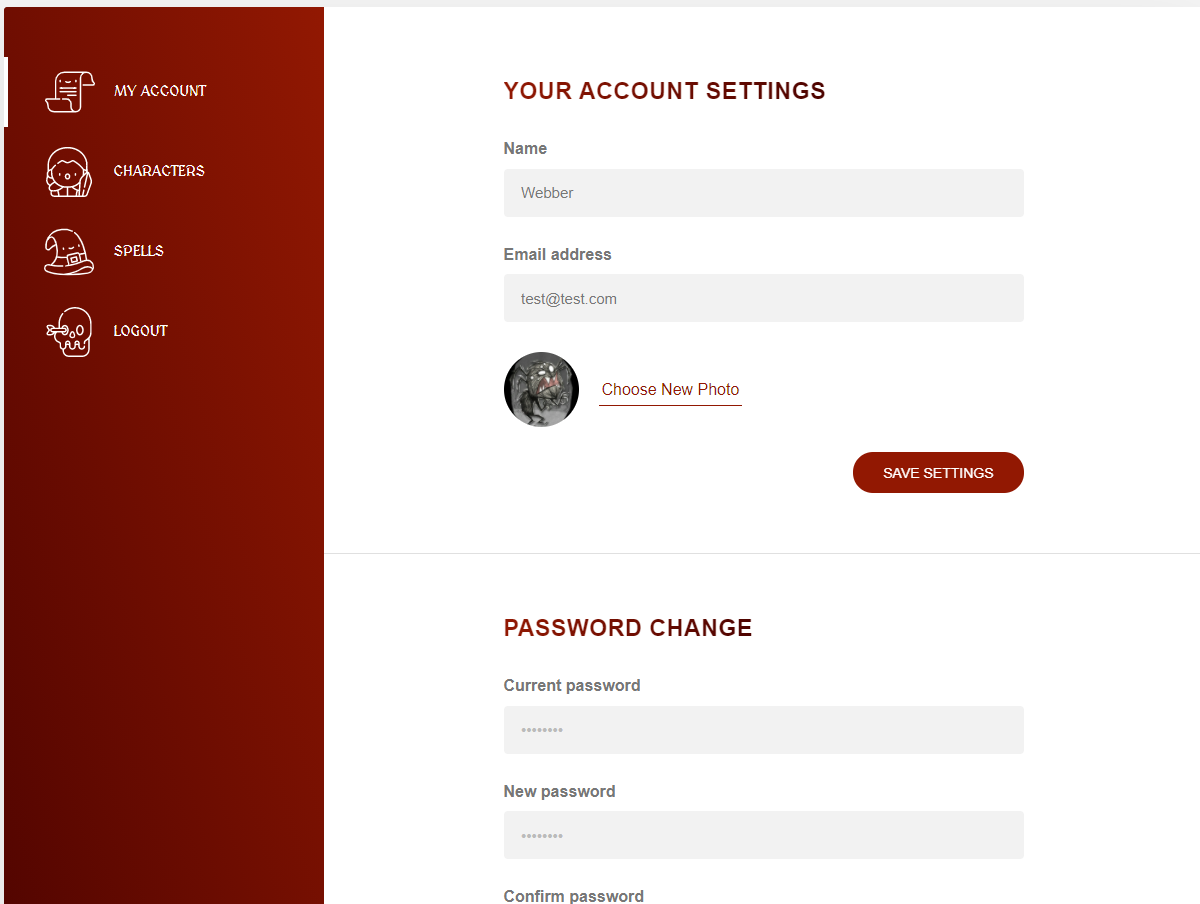 MY ACCOUNT
CHARACTERS
SPELLS
LOGOUT
YOUR ACCOUNT SETTINGS
Name
Webber
Email address
test@test.com
Choose New Photo
SAVE SETTINGS
PASSWORD CHANGE
Current password
••••••••
New password
••••••••
Confirm password